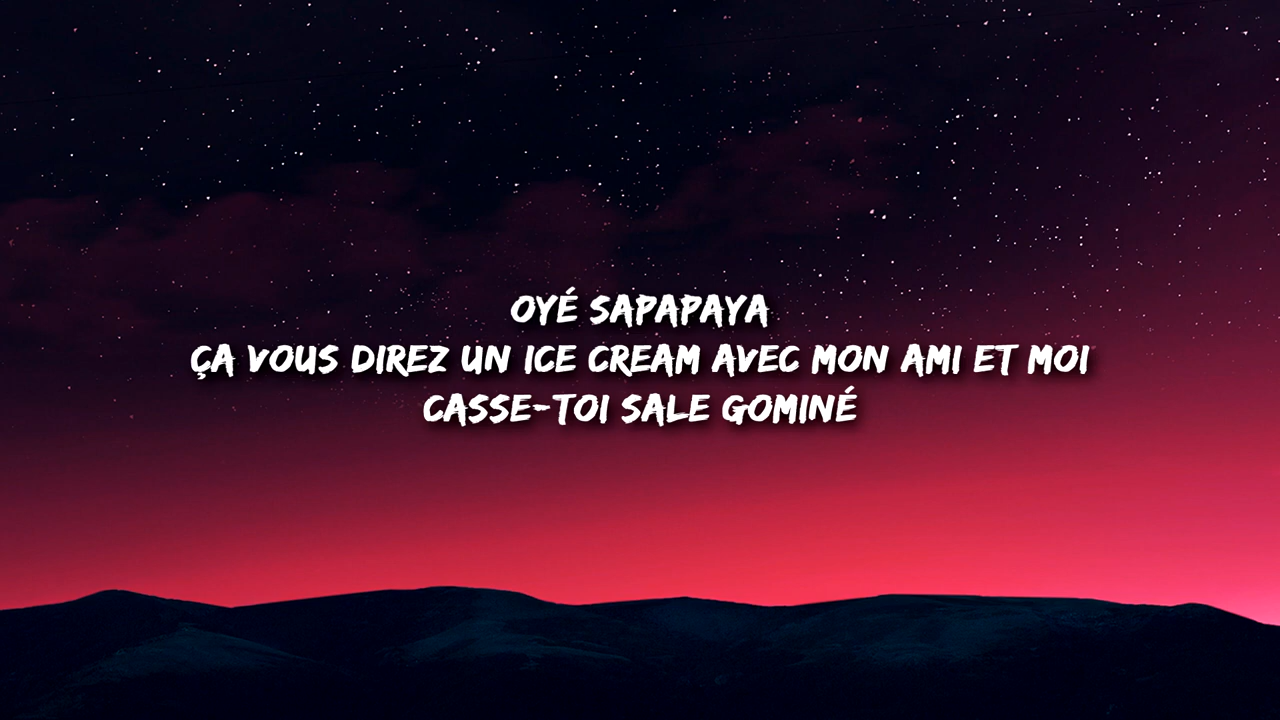 OYÉ SAPAPAYA
ÇA VOUS DIREZ UN ICE CREAM AVEC MON AMI ET MOI
CASSE-TOI SALE GOMINÉ